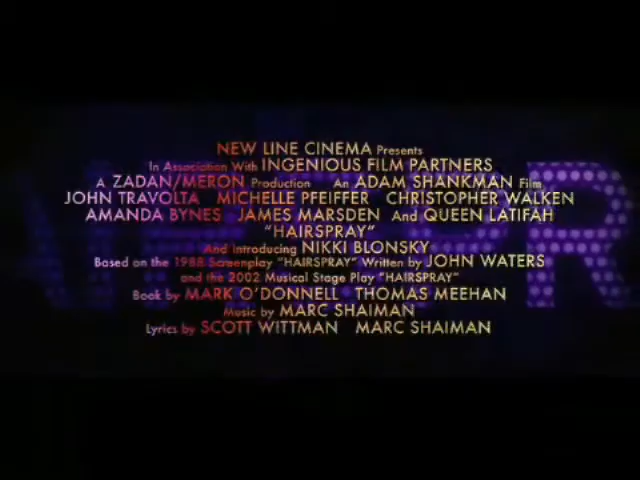 NEW LINE CINEMA Presents
In Association With INGENIOUS FILM PARTNERS
A ZADAN/MERON Production An ADAM SHANKMAN Film
JOHN TRAVOLTA MICHELLE PFEIFFER CHRISTOPHER WALKEN
AMANDA BYNES JAMES MARSDEN And QUEEN LATIFAH
"HAIRSPRAY"
And Introducing NIKKI BLONSKY
Based on the 1988 Screenplay "HAIRSPRAY" Written by JOHN WATERS
and the 2002 Musical Stage Play "HAIRSPRAY"
Book by MARK O'DONNELL THOMAS MEEHAN
Music by MARC SHAIMAN
Lyrics by SCOTT WITTMAN MARC SHAIMAN